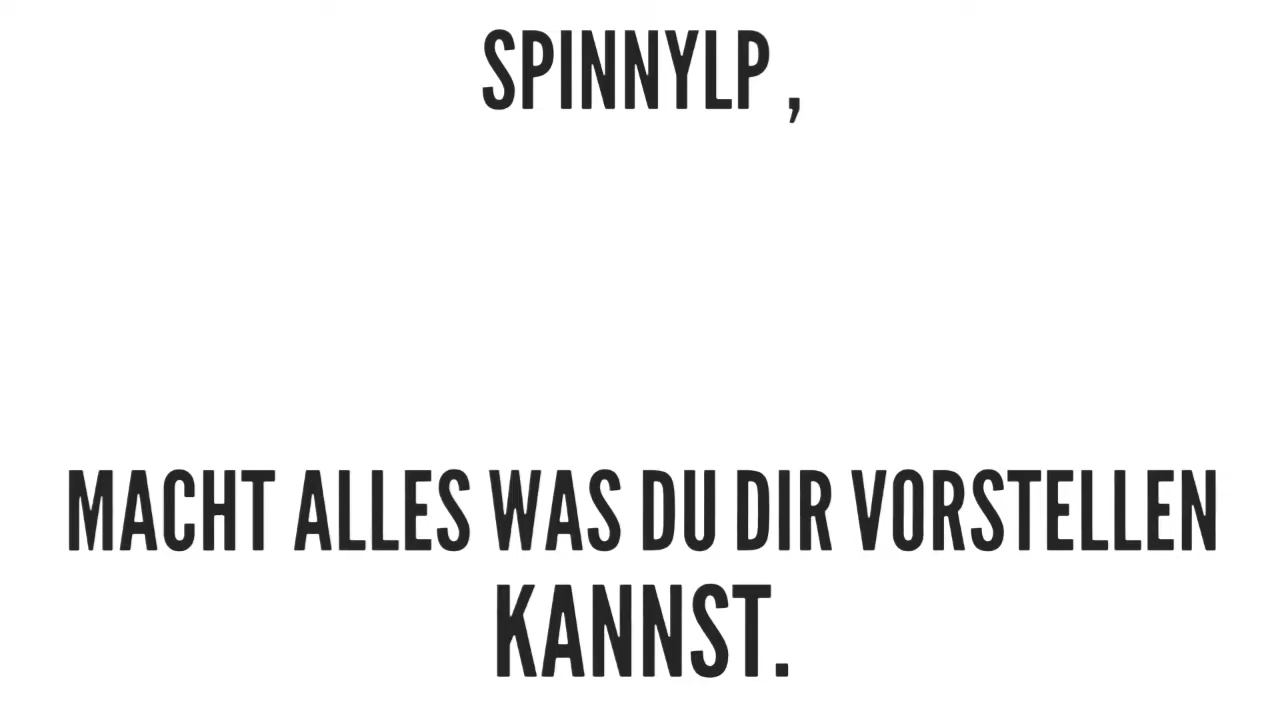 SPINNYLP ,
MACHT ALLES WAS DU DIR VORSTELLEN
KANNST.